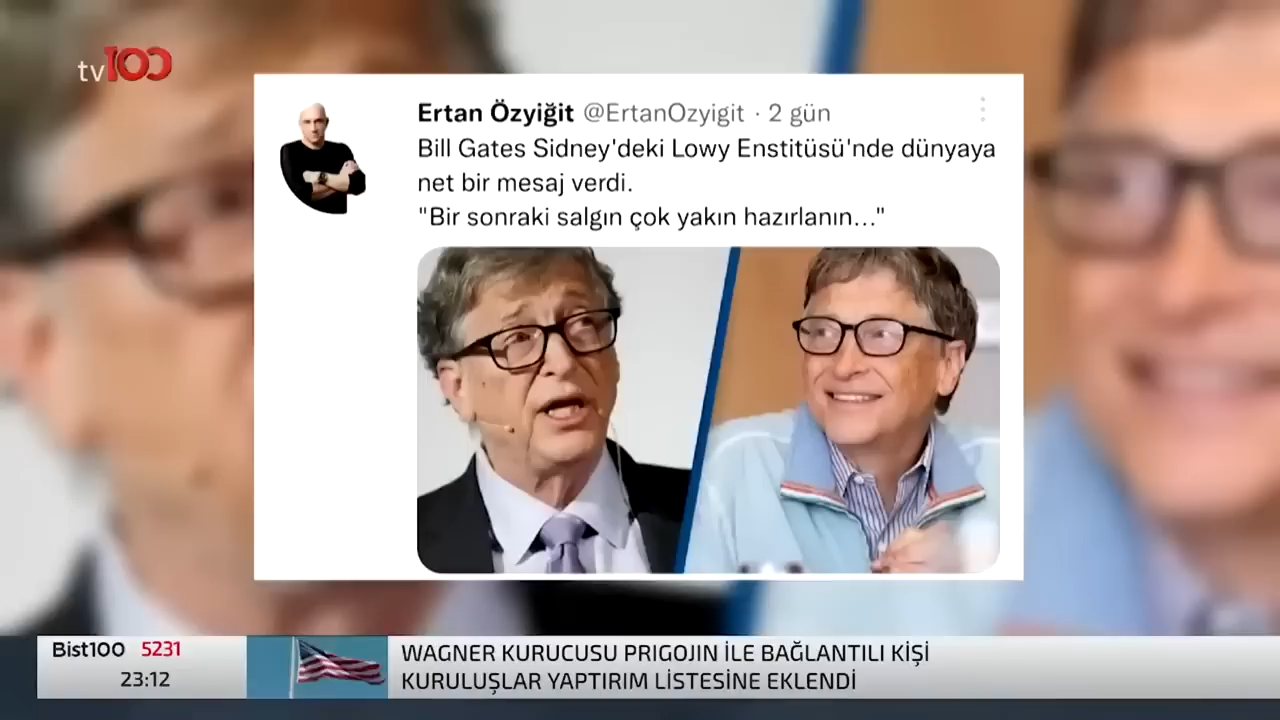 tv100
Ertan Özyiğit @ErtanOzyigit · 2 gün
Bill Gates Sidney'deki Lowy Enstitüsü'nde dünyaya
net bir mesaj verdi.
"Bir sonraki salgın çok yakın hazırlanın..."
Bist100 5231
23:12
WAGNER KURUCUSU PRIGOJIN İLE BAĞLANTILI KİŞİ
KURULUŞLAR YAPTIRIM LİSTESİNE EKLENDİ